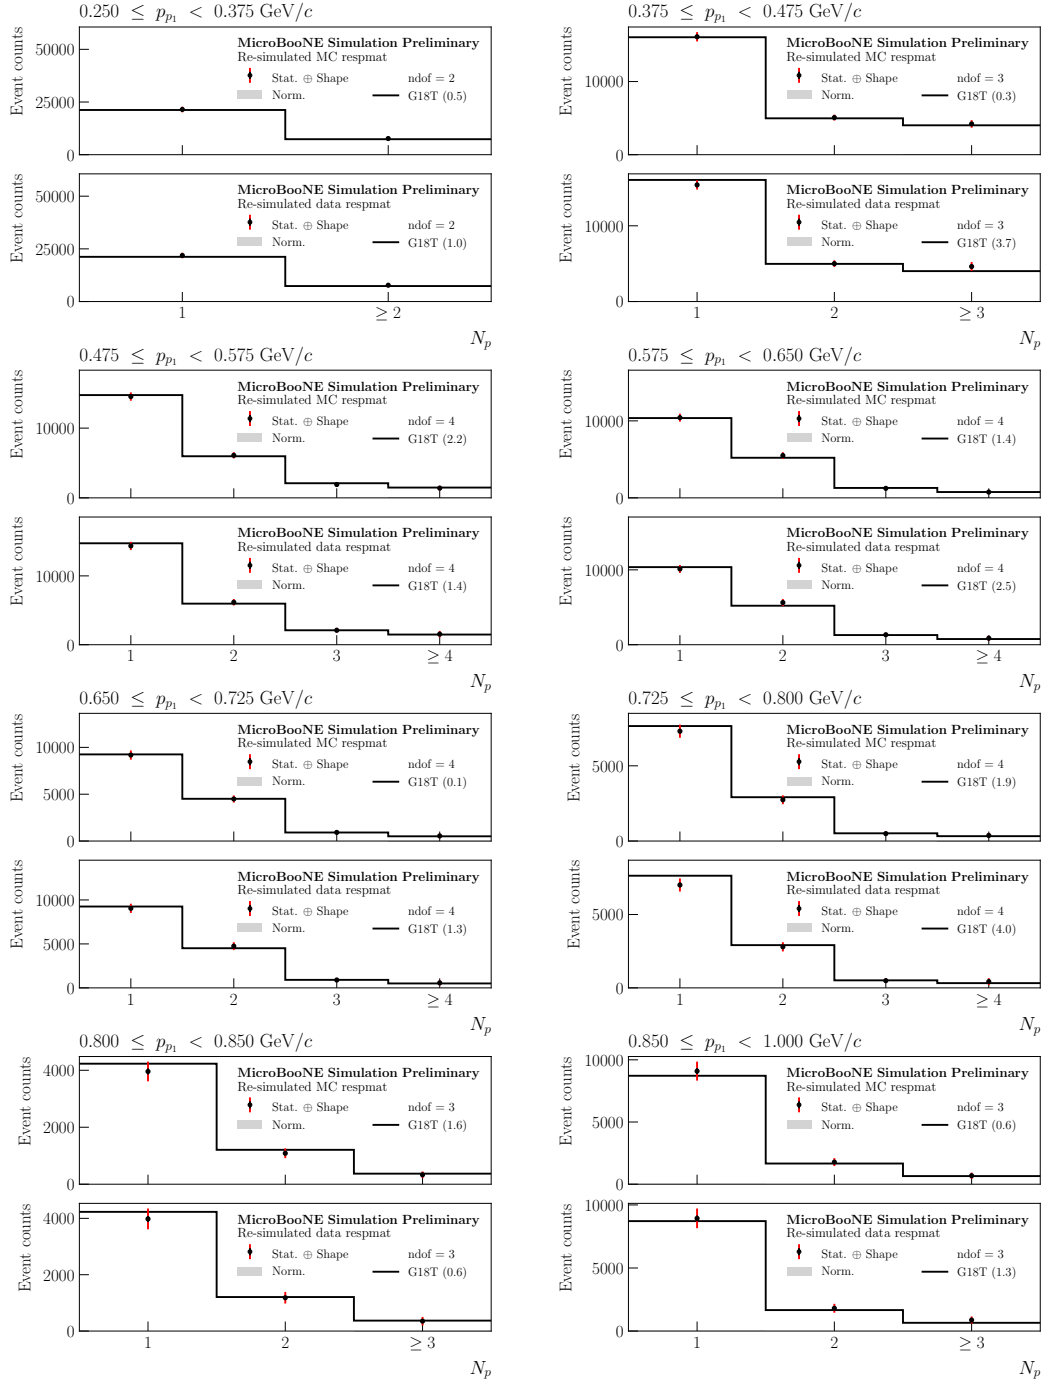 0.250 ≤ p_{p_1} < 0.375 GeV/c
Event counts
50000
25000
0
MicroBooNE Simulation Preliminary
Re-simulated MC respmat
Stat. ⊕ Shape
ndof = 2
Norm.
G18T (0.5)
Event counts
50000
25000
0
MicroBooNE Simulation Preliminary
Re-simulated data respmat
Stat. ⊕ Shape
ndof = 2
Norm.
G18T (1.0)
1
≥ 2
N_p
0.375 ≤ p_{p_1} < 0.475 GeV/c
Event counts
10000
0
MicroBooNE Simulation Preliminary
Re-simulated MC respmat
Stat. ⊕ Shape
ndof = 3
Norm.
G18T (0.3)
Event counts
10000
0
MicroBooNE Simulation Preliminary
Re-simulated data respmat
Stat. ⊕ Shape
ndof = 3
Norm.
G18T (3.7)
1
2
≥ 3
N_p
0.475 ≤ p_{p_1} < 0.575 GeV/c
Event counts
10000
0
MicroBooNE Simulation Preliminary
Re-simulated MC respmat
Stat. ⊕ Shape
ndof = 4
Norm.
G18T (2.2)
Event counts
10000
0
MicroBooNE Simulation Preliminary
Re-simulated data respmat
Stat. ⊕ Shape
ndof = 4
Norm.
G18T (1.4)
1
2
3
≥ 4
N_p
0.575 ≤ p_{p_1} < 0.650 GeV/c
Event counts
10000
0
MicroBooNE Simulation Preliminary
Re-simulated MC respmat
Stat. ⊕ Shape
ndof = 4
Norm.
G18T (1.4)
Event counts
10000
0
MicroBooNE Simulation Preliminary
Re-simulated data respmat
Stat. ⊕ Shape
ndof = 4
Norm.
G18T (2.5)
1
2
3
≥ 4
N_p
0.650 ≤ p_{p_1} < 0.725 GeV/c
Event counts
10000
5000
0
MicroBooNE Simulation Preliminary
Re-simulated MC respmat
Stat. ⊕ Shape
ndof = 4
Norm.
G18T (0.1)
Event counts
10000
5000
0
MicroBooNE Simulation Preliminary
Re-simulated data respmat
Stat. ⊕ Shape
ndof = 4
Norm.
G18T (1.3)
1
2
3
≥ 4
N_p
0.725 ≤ p_{p_1} < 0.800 GeV/c
Event counts
5000
0
MicroBooNE Simulation Preliminary
Re-simulated MC respmat
Stat. ⊕ Shape
ndof = 4
Norm.
G18T (1.9)
Event counts
5000
0
MicroBooNE Simulation Preliminary
Re-simulated data respmat
Stat. ⊕ Shape
ndof = 4
Norm.
G18T (4.0)
1
2
3
≥ 4
N_p
0.800 ≤ p_{p_1} < 0.850 GeV/c
Event counts
4000
2000
0
MicroBooNE Simulation Preliminary
Re-simulated MC respmat
Stat. ⊕ Shape
ndof = 3
Norm.
G18T (1.6)
Event counts
4000
2000
0
MicroBooNE Simulation Preliminary
Re-simulated data respmat
Stat. ⊕ Shape
ndof = 3
Norm.
G18T (0.6)
1
2
≥ 3
N_p
0.850 ≤ p_{p_1} < 1.000 GeV/c
Event counts
10000
5000
0
MicroBooNE Simulation Preliminary
Re-simulated MC respmat
Stat. ⊕ Shape
ndof = 3
Norm.
G18T (0.6)
Event counts
10000
5000
0
MicroBooNE Simulation Preliminary
Re-simulated data respmat
Stat. ⊕ Shape
ndof = 3
Norm.
G18T (1.3)
1
2
≥ 3
N_p